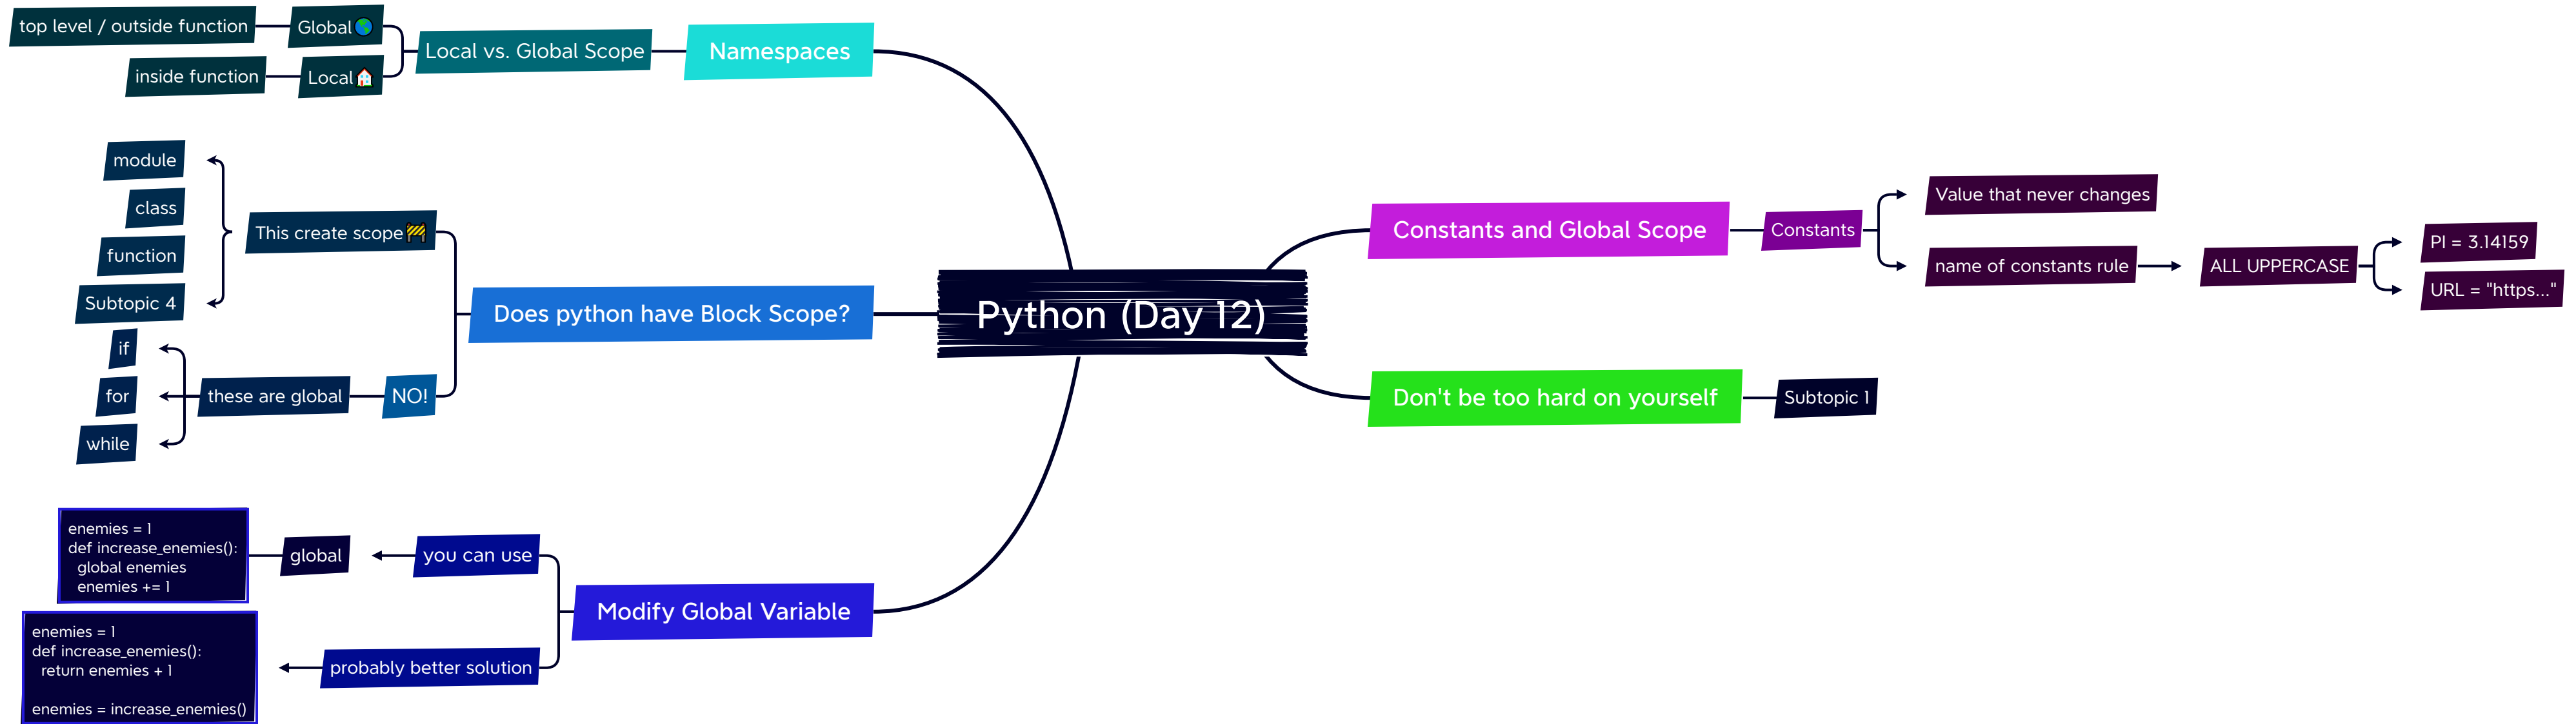 Python (Day 12)
Namespaces
Local vs. Global Scope
Global🌎
top level / outside function
Local🏠
inside function
Does python have Block Scope?
This create scope🚧
module
class
function
Subtopic 4
NO!
these are global
if
for
while
Modify Global Variable
you can use
global
enemies = 1
def increase_enemies():
  global enemies
  enemies += 1
probably better solution
enemies = 1
def increase_enemies():
  return enemies + 1

enemies = increase_enemies()
Constants and Global Scope
Constants
Value that never changes
name of constants rule
ALL UPPERCASE
PI = 3.14159
URL = "https..."
Don't be too hard on yourself
Subtopic 1